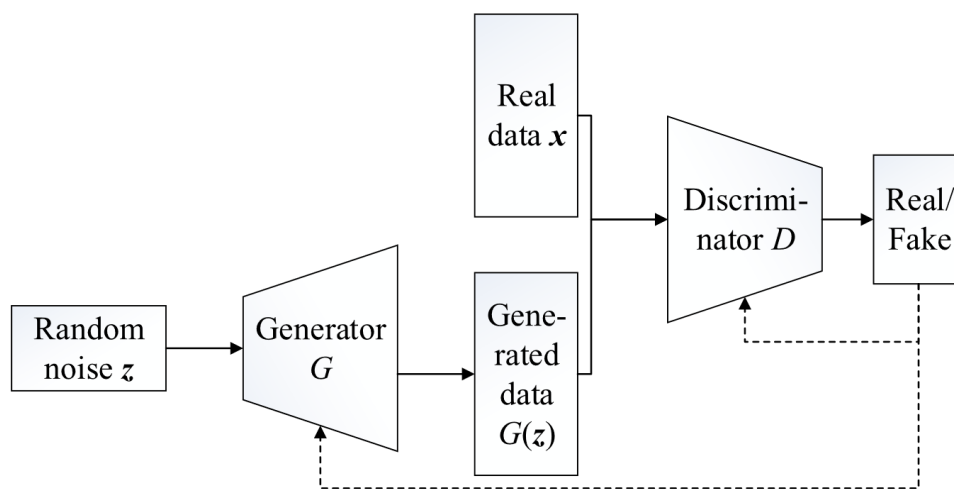 Real
data x
Discrimi-
nator D
Real/
Fake
Random
noise z
Generator
G
Gene-
rated
data
G(z)